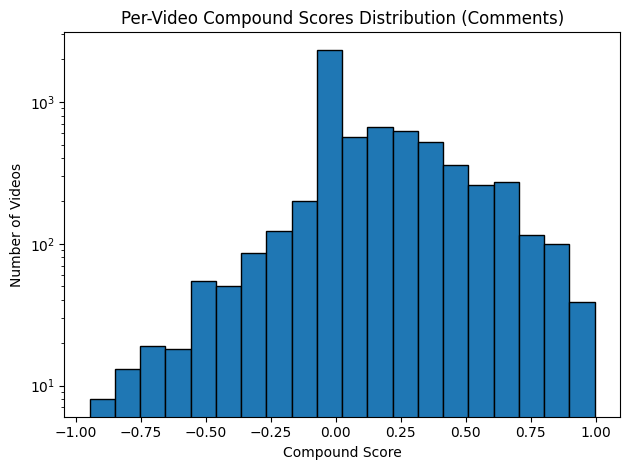 Per-Video Compound Scores Distribution (Comments)
Number of Videos
10³
10²
10¹
−1.00 −0.75 −0.50 −0.25 0.00 0.25 0.50 0.75 1.00
Compound Score